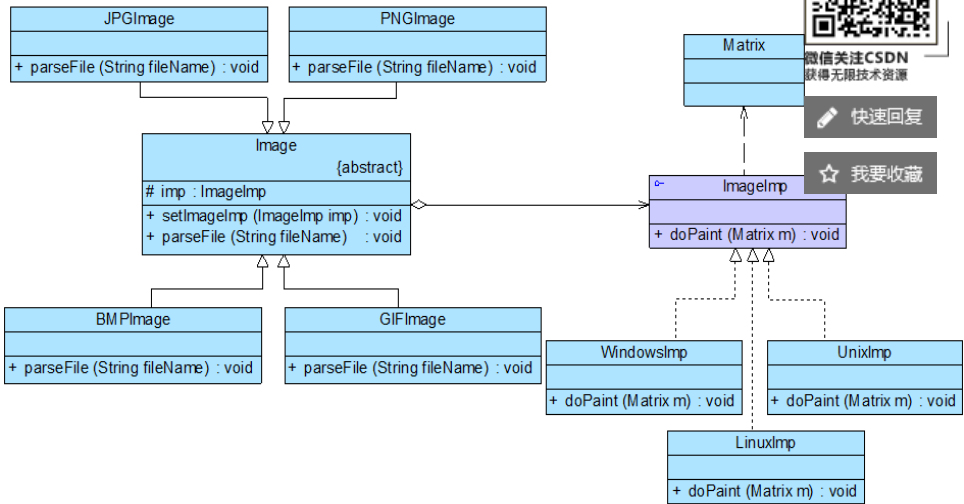 JPGImage
+ parseFile (String fileName) : void
PNGImage
+ parseFile (String fileName) : void
微信关注CSDN
获得无限技术资源
快速回复
我要收藏
Matrix
Image
{abstract}
# imp : ImageImp
+ setImageImp (ImageImp imp) : void
+ parseFile (String fileName) : void
ImageImp
+ doPaint (Matrix m) : void
BMPImage
+ parseFile (String fileName) : void
GIFImage
+ parseFile (String fileName) : void
WindowsImp
+ doPaint (Matrix m) : void
UnixImp
+ doPaint (Matrix m) : void
LinuxImp
+ doPaint (Matrix m) : void